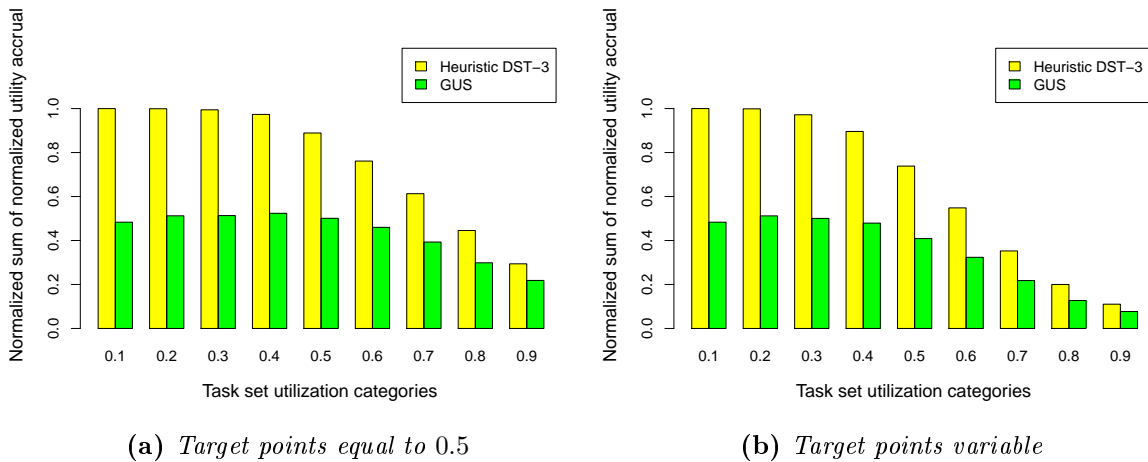 Normalized sum of normalized utility accrual
Heuristic DST−3
GUS
1.0
0.8
0.6
0.4
0.2
0.0
0.1 0.2 0.3 0.4 0.5 0.6 0.7 0.8 0.9
Task set utilization categories
(a) Target points equal to 0.5
Normalized sum of normalized utility accrual
Heuristic DST−3
GUS
1.0
0.8
0.6
0.4
0.2
0.0
0.1 0.2 0.3 0.4 0.5 0.6 0.7 0.8 0.9
Task set utilization categories
(b) Target points variable